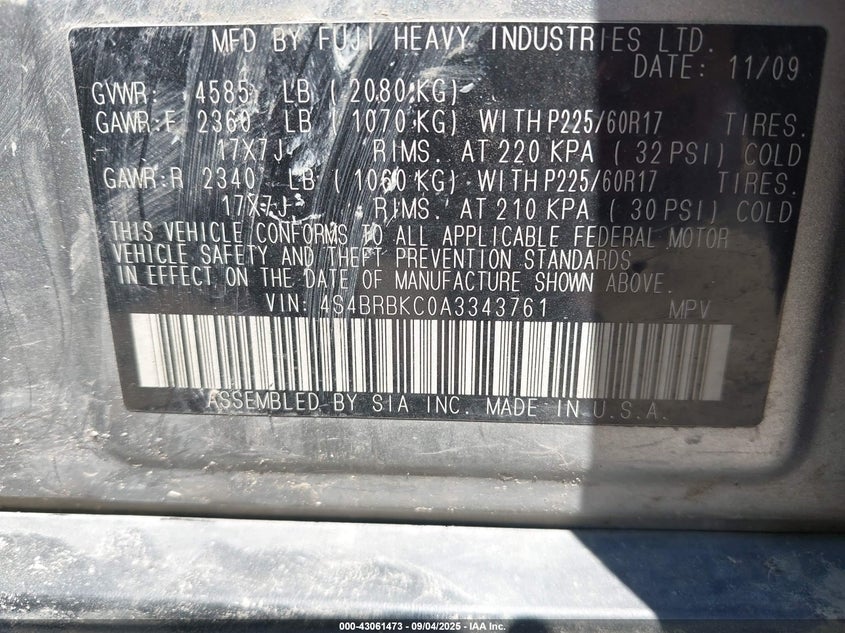 MFD BY FUJI HEAVY INDUSTRIES LTD.
DATE: 11/09
GVWR: 4585 LB ( 2080 KG)
GAWR:F 2360 LB ( 1070 KG) WITH P225/60R17 TIRES.
17X7J RIMS. AT 220 KPA ( 32 PSI) COLD
GAWR:R 2340 LB ( 1060 KG) WITH P225/60R17 TIRES.
17X7J RIMS. AT 210 KPA ( 30 PSI) COLD
THIS VEHICLE CONFORMS TO ALL APPLICABLE FEDERAL MOTOR
VEHICLE SAFETY AND THEFT PREVENTION STANDARDS
IN EFFECT ON THE DATE OF MANUFACTURE SHOWN ABOVE.
VIN: 4S4BRBKC0A3343761 MPV
ASSEMBLED BY SIA INC. MADE IN U.S.A.
000-43061473 - 09/04/2025 - IAA Inc.